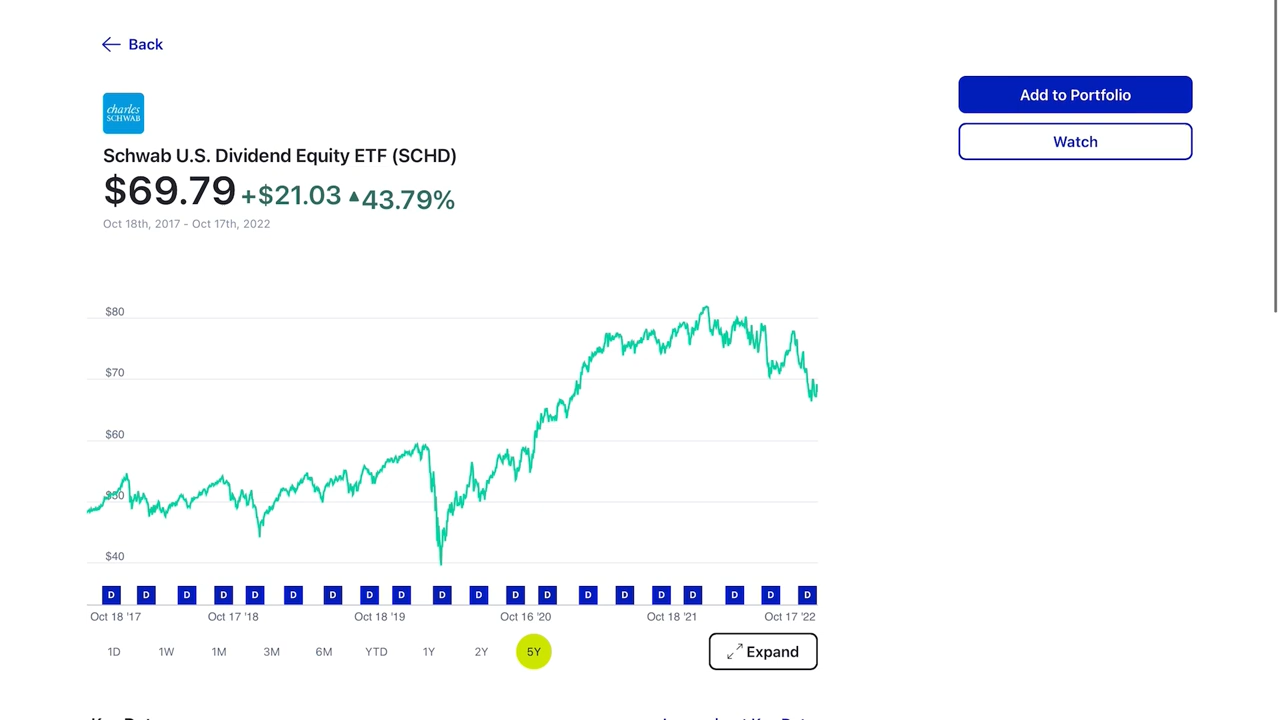 Back
Add to Portfolio
charles
SCHWAB
Watch
Schwab U.S. Dividend Equity ETF (SCHD)
$69.79 +$21.03 ▲43.79%
Oct 18th, 2017 - Oct 17th, 2022
$80
$70
$60
$50
$40
D D D D D D D D D D D D D D D D D D D D
Oct 18 '17 Oct 17 '18 Oct 18 '19 Oct 16 '20 Oct 18 '21 Oct 17 '22
1D 1W 1M 3M 6M YTD 1Y 2Y 5Y
Expand